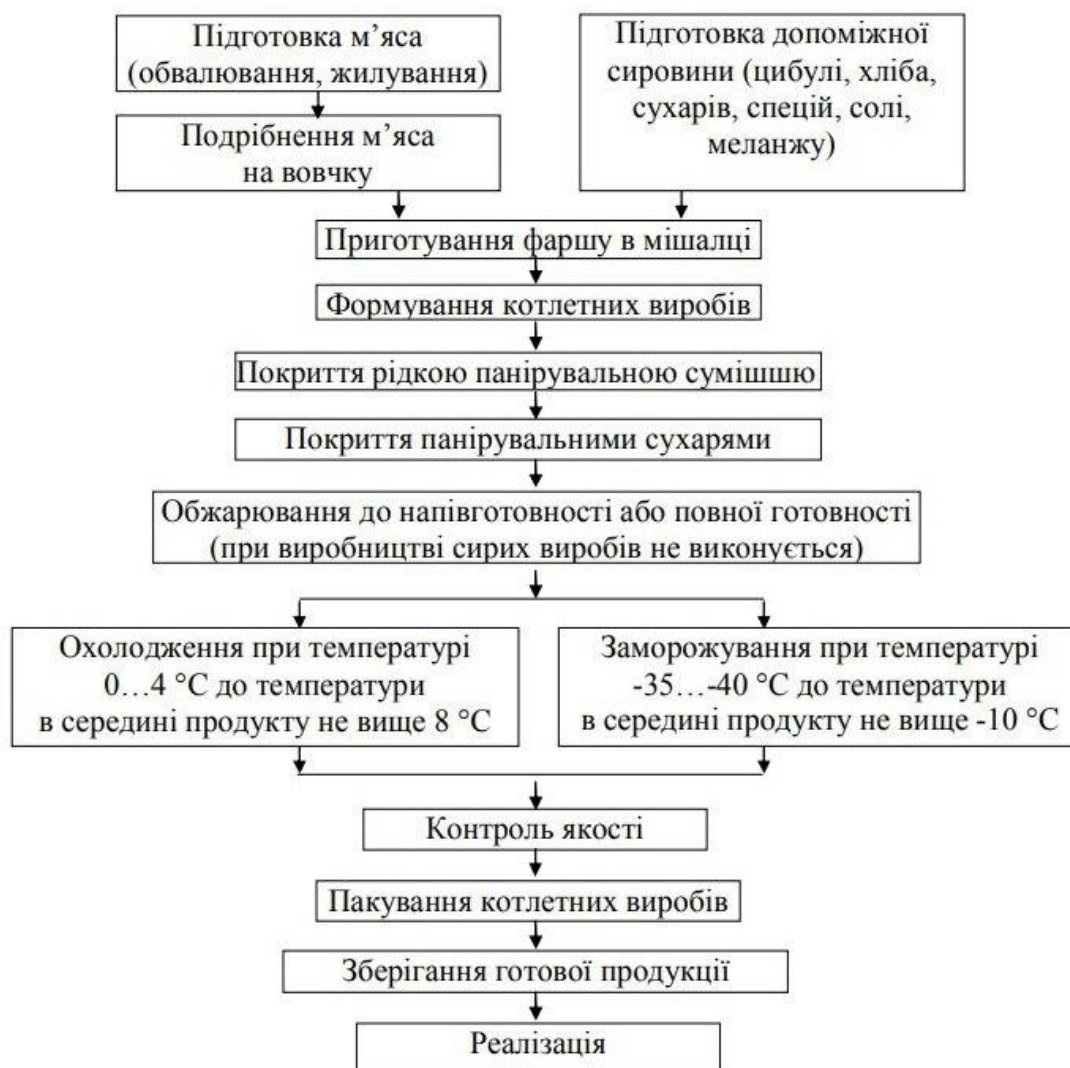 Підготовка м’яса
(обвалювання, жилування)
Підготовка допоміжної
сировини (цибулі, хліба,
сухарів, спецій, солі,
меланжу)
Подрібнення м’яса
на вовчку
Приготування фаршу в мішалці
Формування котлетних виробів
Покриття рідкою панірувальною сумішшю
Покриття панірувальними сухарями
Обжарювання до напівготовності або повної готовності
(при виробництві сирих виробів не виконується)
Охолодження при температурі
0…4 °С до температури
в середині продукту не вище 8 °С
Заморожування при температурі
-35…-40 °С до температури
в середині продукту не вище -10 °С
Контроль якості
Пакування котлетних виробів
Зберігання готової продукції
Реалізація